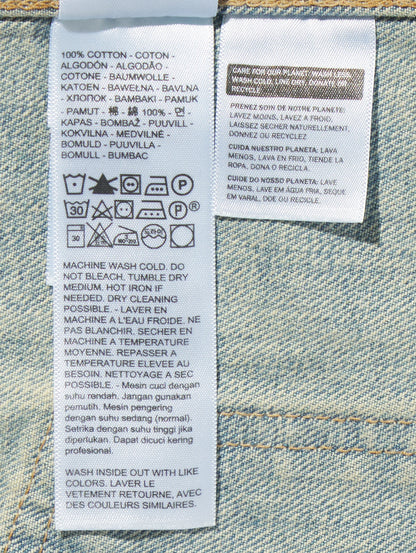 100% COTTON - COTON
ALGODÓN - ALGODÃO -
COTONE - BAUMWOLLE -
KATOEN - BAWEŁNA - BAVLNA
- ХЛОПОК - BAMBAKI - PAMUK
- PAMUT - 棉 - 綿 100% - 면 -
KAPAS - BOMBAŽ - PUUVILL -
KOKVILNA - MEDVILNĖ -
BOMULD - PUUVILLA -
BOMULL - BUMBAC
P
30 P®
30
MACHINE WASH COLD. DO
NOT BLEACH. TUMBLE DRY
MEDIUM. HOT IRON IF
NEEDED. DRY CLEANING
POSSIBLE. - LAVER EN
MACHINE A L'EAU FROIDE. NE
PAS BLANCHIR. SECHER EN
MACHINE A TEMPERATURE
MOYENNE. REPASSER A
TEMPERATURE ELEVEE AU
BESOIN. NETTOYAGE A SEC
POSSIBLE. - Mesin cuci dengan
suhu rendah. Jangan gunakan
pemutih. Mesin pengering
dengan suhu sedang (normal).
Setrika dengan suhu tinggi jika
diperlukan. Dapat dicuci kering
profesional.
WASH INSIDE OUT WITH LIKE
COLORS. LAVER LE
VETEMENT RETOURNE, AVEC
DES COULEURS SIMILAIRES.
CARE FOR OUR PLANET: WASH LESS,
WASH COLD, LINE DRY, DONATE OR
RECYCLE
PRENEZ SOIN DE NOTRE PLANÈTE:
LAVEZ MOINS, LAVEZ A FROID,
LAISSEZ SÉCHER NATURELLEMENT,
DONNEZ OU RECYCLEZ
CUIDA NUESTRO PLANETA: LAVA
MENOS, LAVA EN FRIO, TIENDE LA
ROPA, DONA O RECICLA.
CUIDE DO NOSSO PLANETA: LAVE
MENOS, LAVE EM ÁGUA FRIA, SEQUE
EM VARAL, DOE OU RECICLE.